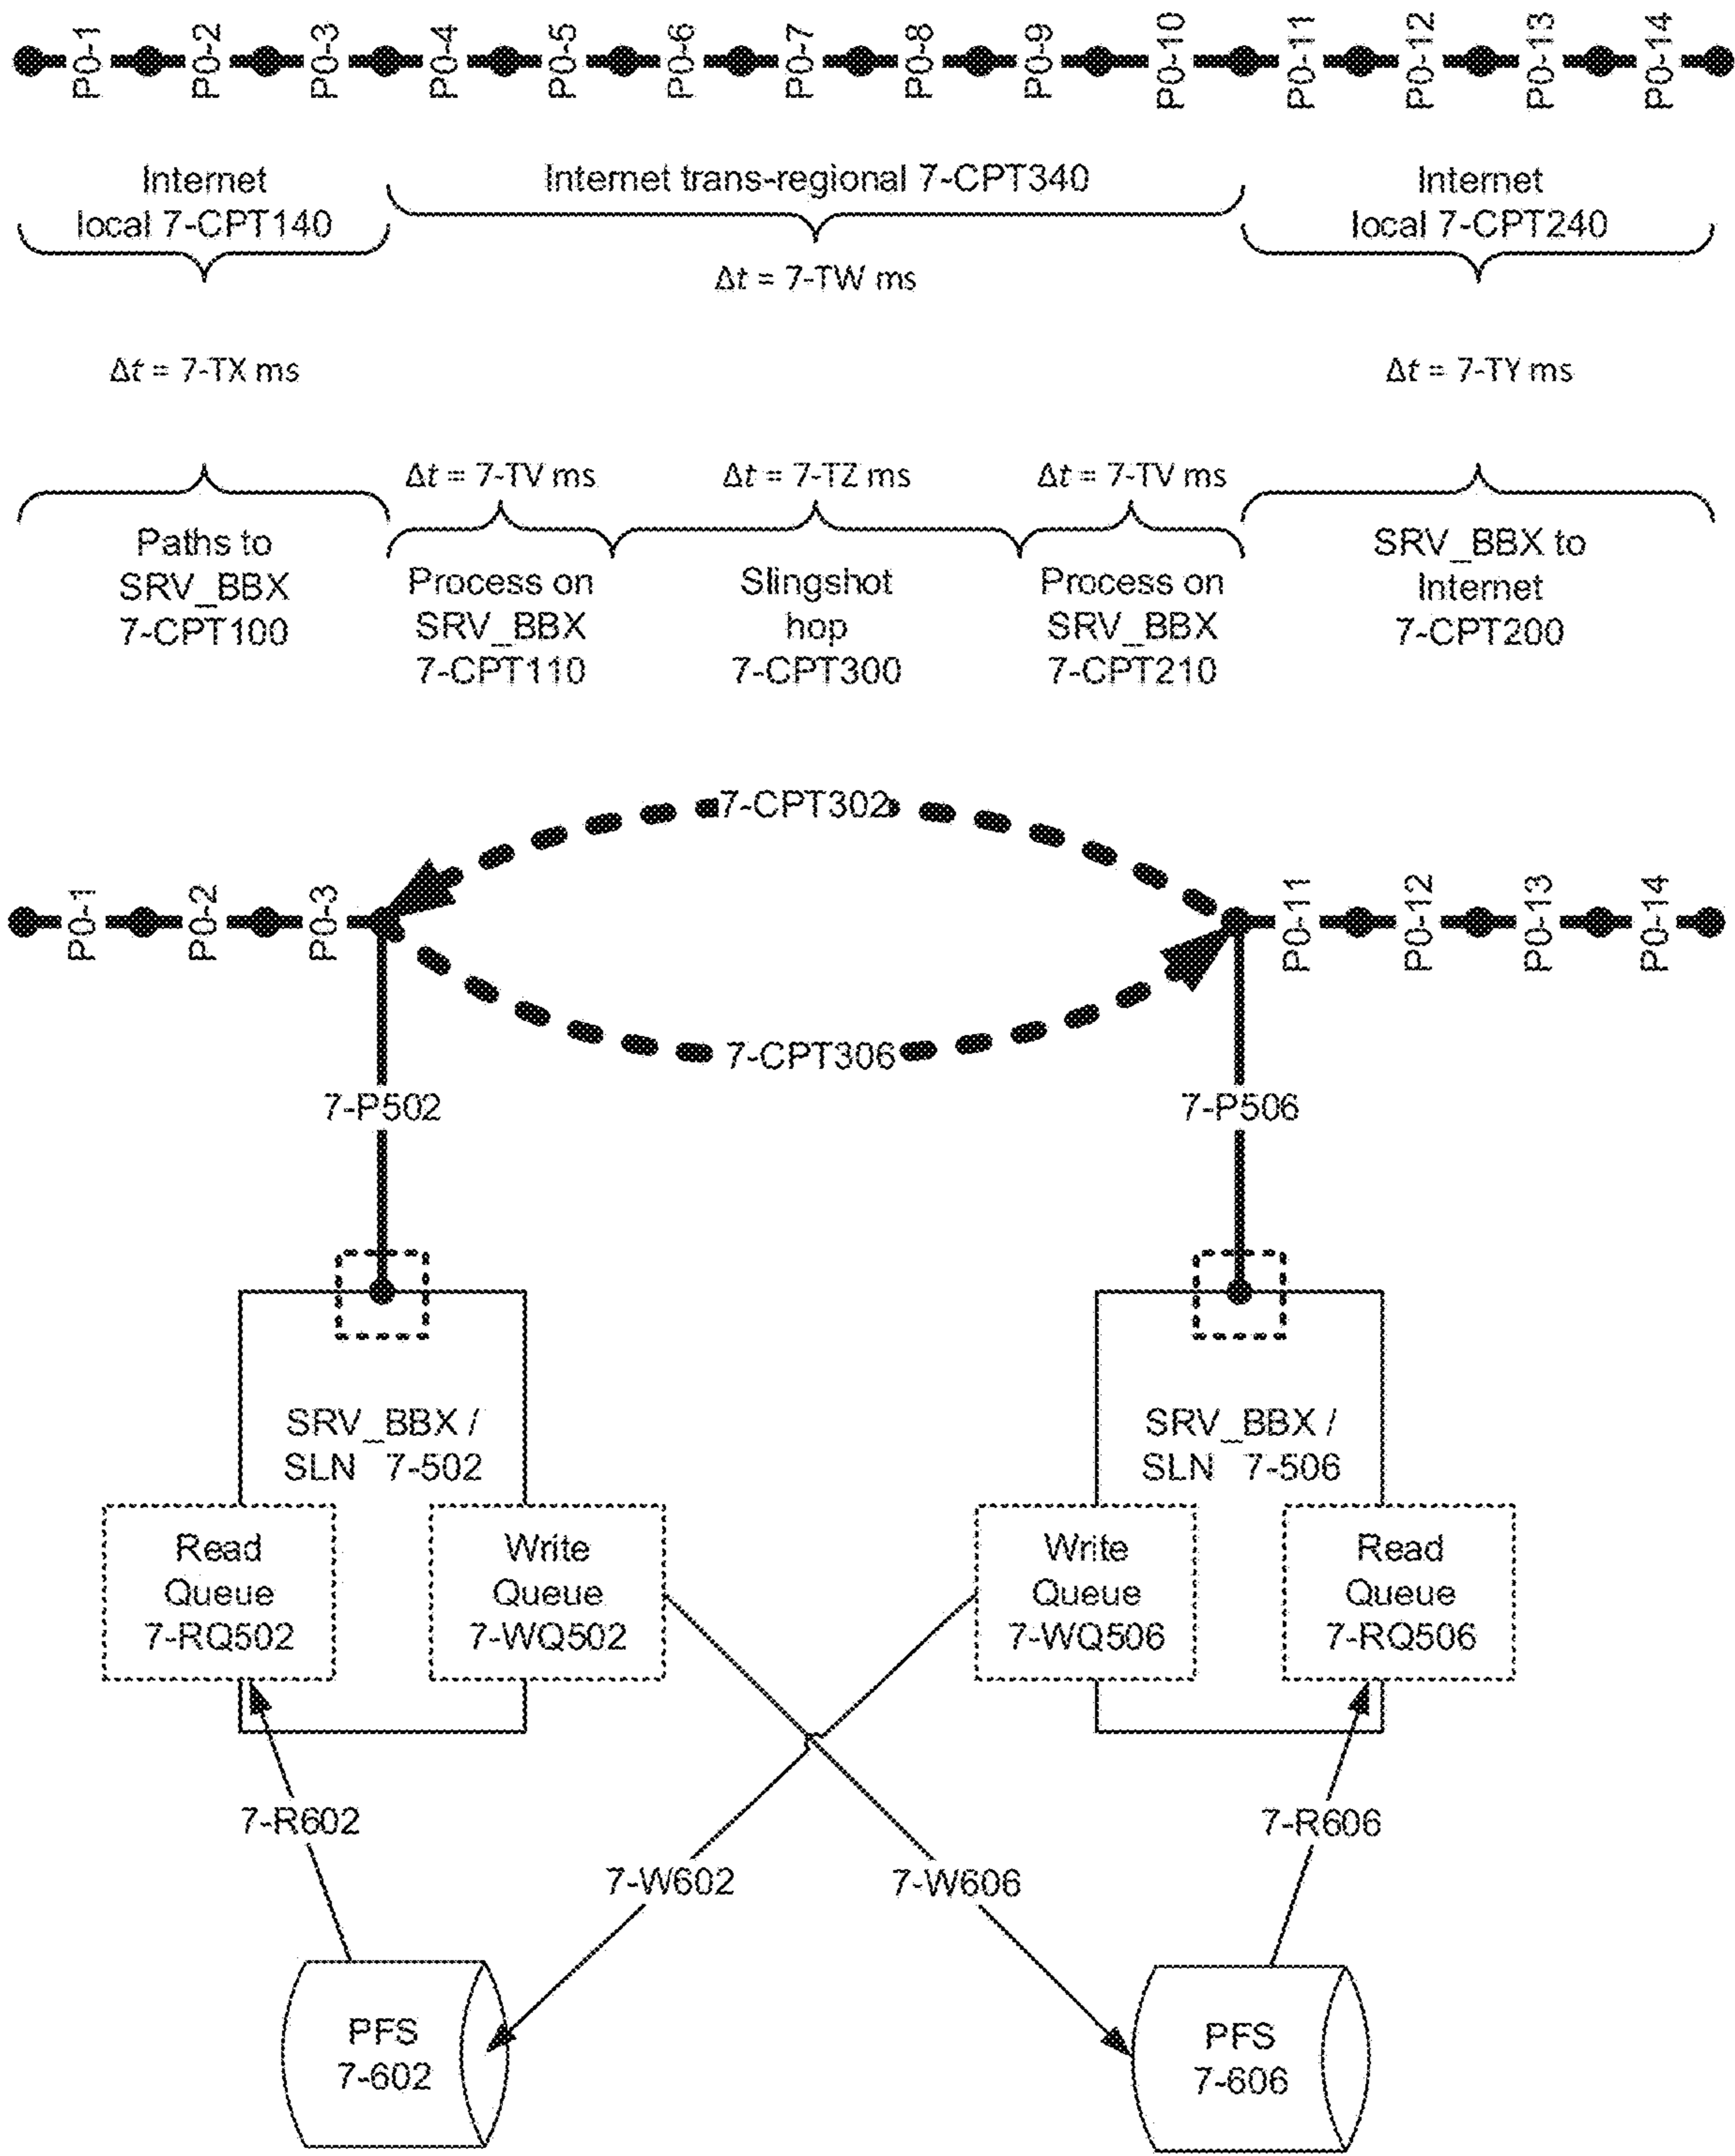 P0-1
P0-2
P0-3
P0-4
P0-5
P0-6
P0-7
P0-8
P0-9
P0-10
P0-11
P0-12
P0-13
P0-14
Internet
local 7-CPT140
Internet trans-regional 7-CPT340
Internet
local 7-CPT240
Δt = 7-TW ms
Δt = 7-TX ms
Δt = 7-TY ms
Δt = 7-TV ms
Δt = 7-TZ ms
Δt = 7-TV ms
Paths to
SRV_BBX
7-CPT100
Process on
SRV_BBX
7-CPT110
Slingshot
hop
7-CPT300
Process on
SRV_BBX
7-CPT210
SRV_BBX to
Internet
7-CPT200
7-CPT302
P0-1
P0-2
P0-3
P0-11
P0-12
P0-13
P0-14
7-CPT306
7-P502
7-P506
SRV_BBX /
SLN 7-502
SRV_BBX /
SLN 7-506
Read
Queue
7-RQ502
Write
Queue
7-WQ502
Write
Queue
7-WQ506
Read
Queue
7-RQ506
7-R602
7-R606
7-W602
7-W606
PFS
7-602
PFS
7-606